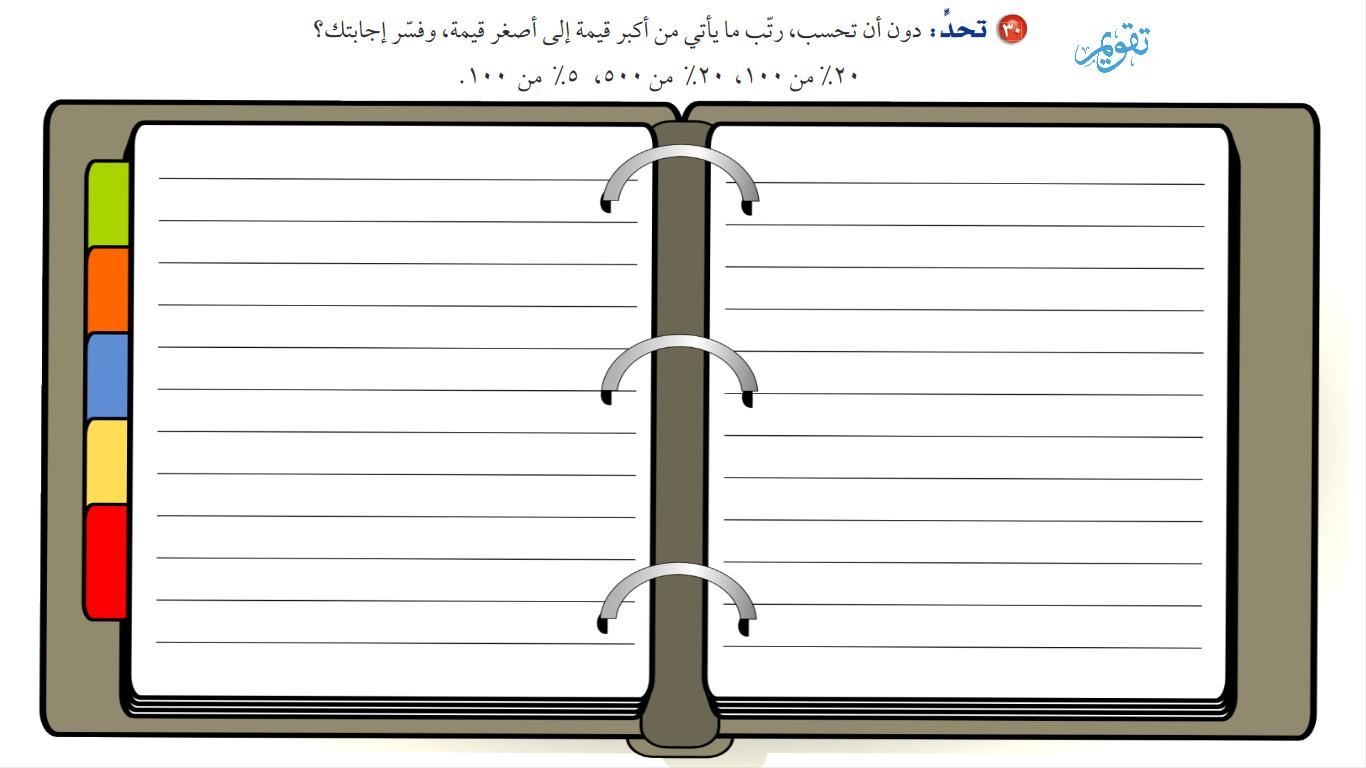 تقويم
٣٠ تحدٍّ: دون أن تحسب، رتّب ما يأتي من أكبر قيمة إلى أصغر قيمة، وفسّر إجابتك؟
٢٠٪ من ١٠٠، ٢٠٪ من ٥٠٠، ٥٪ من ١٠٠.